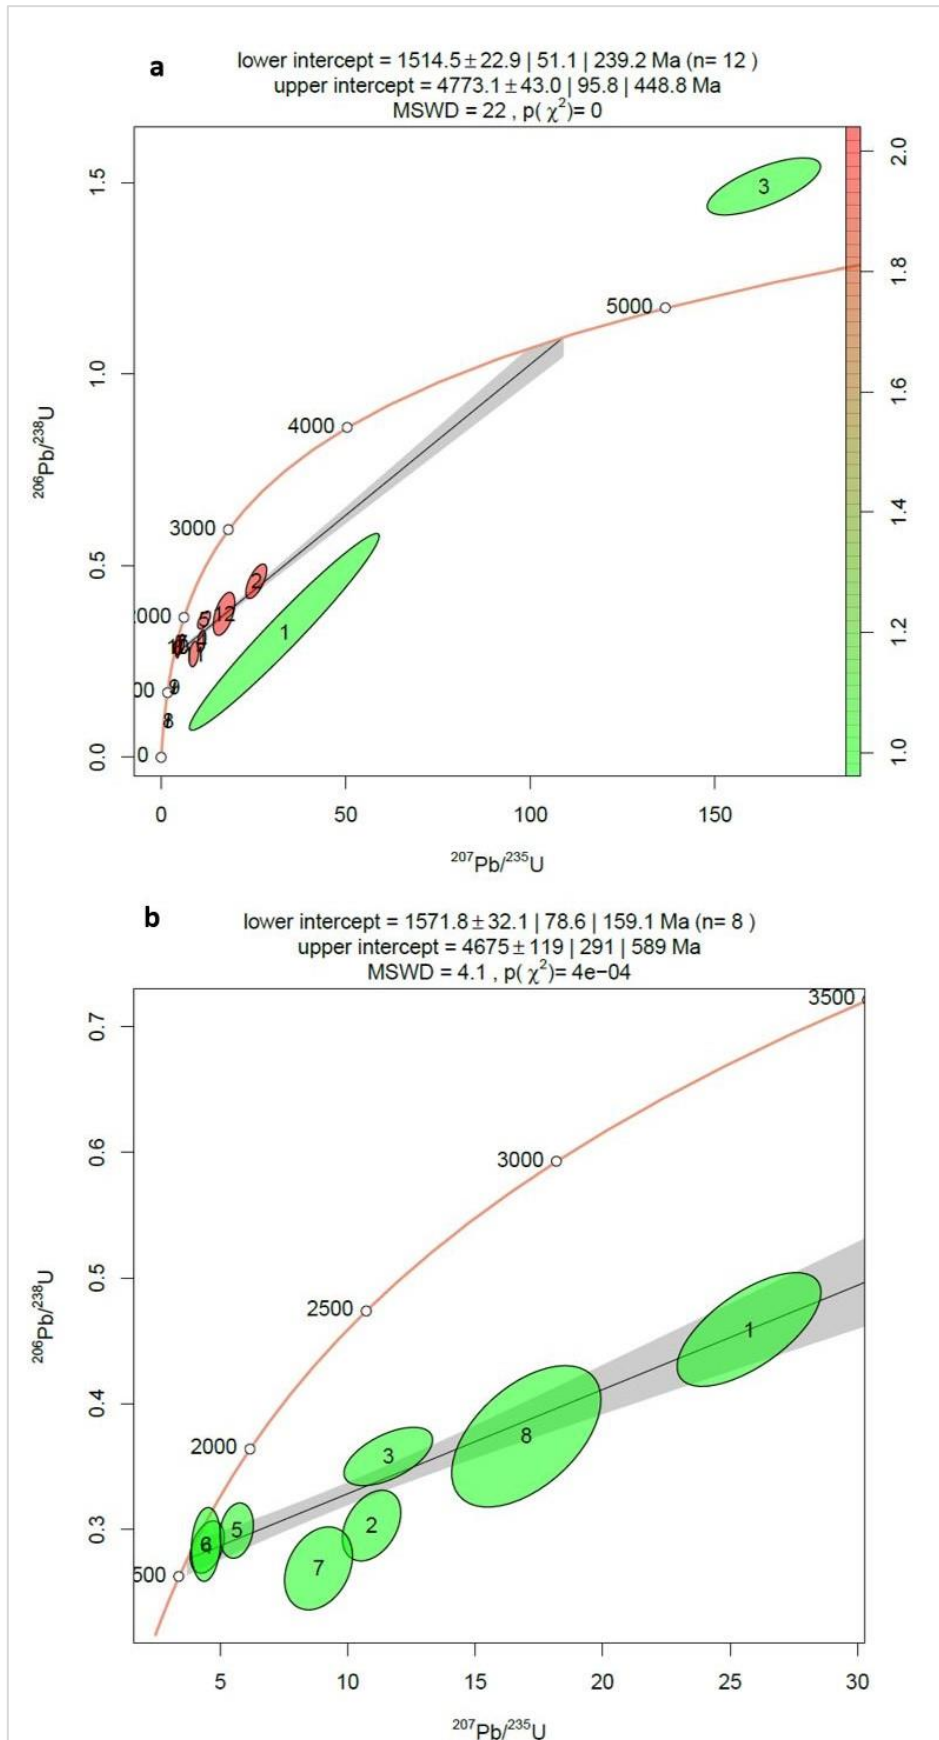 a
lower intercept = 1514.5 ± 22.9 | 51.1 | 239.2 Ma (n= 12 )
upper intercept = 4773.1 ± 43.0 | 95.8 | 448.8 Ma
MSWD = 22 , p( χ²)= 0
²⁰⁶Pb/²³⁸U
1.5
1.0
0.5
0.0
3
5000
4000
3000
2
12
5
1
0
2.0
1.8
1.6
1.4
1.2
1.0
0 50 100 150
²⁰⁷Pb/²³⁵U
b
lower intercept = 1571.8 ± 32.1 | 78.6 | 159.1 Ma (n= 8 )
upper intercept = 4675 ± 119 | 291 | 589 Ma
MSWD = 4.1 , p( χ²)= 4e−04
²⁰⁶Pb/²³⁸U
0.7
0.6
0.5
0.4
0.3
3500
3000
2500
2000
500
1
8
3
2
5
6
7
5 10 15 20 25 30
²⁰⁷Pb/²³⁵U